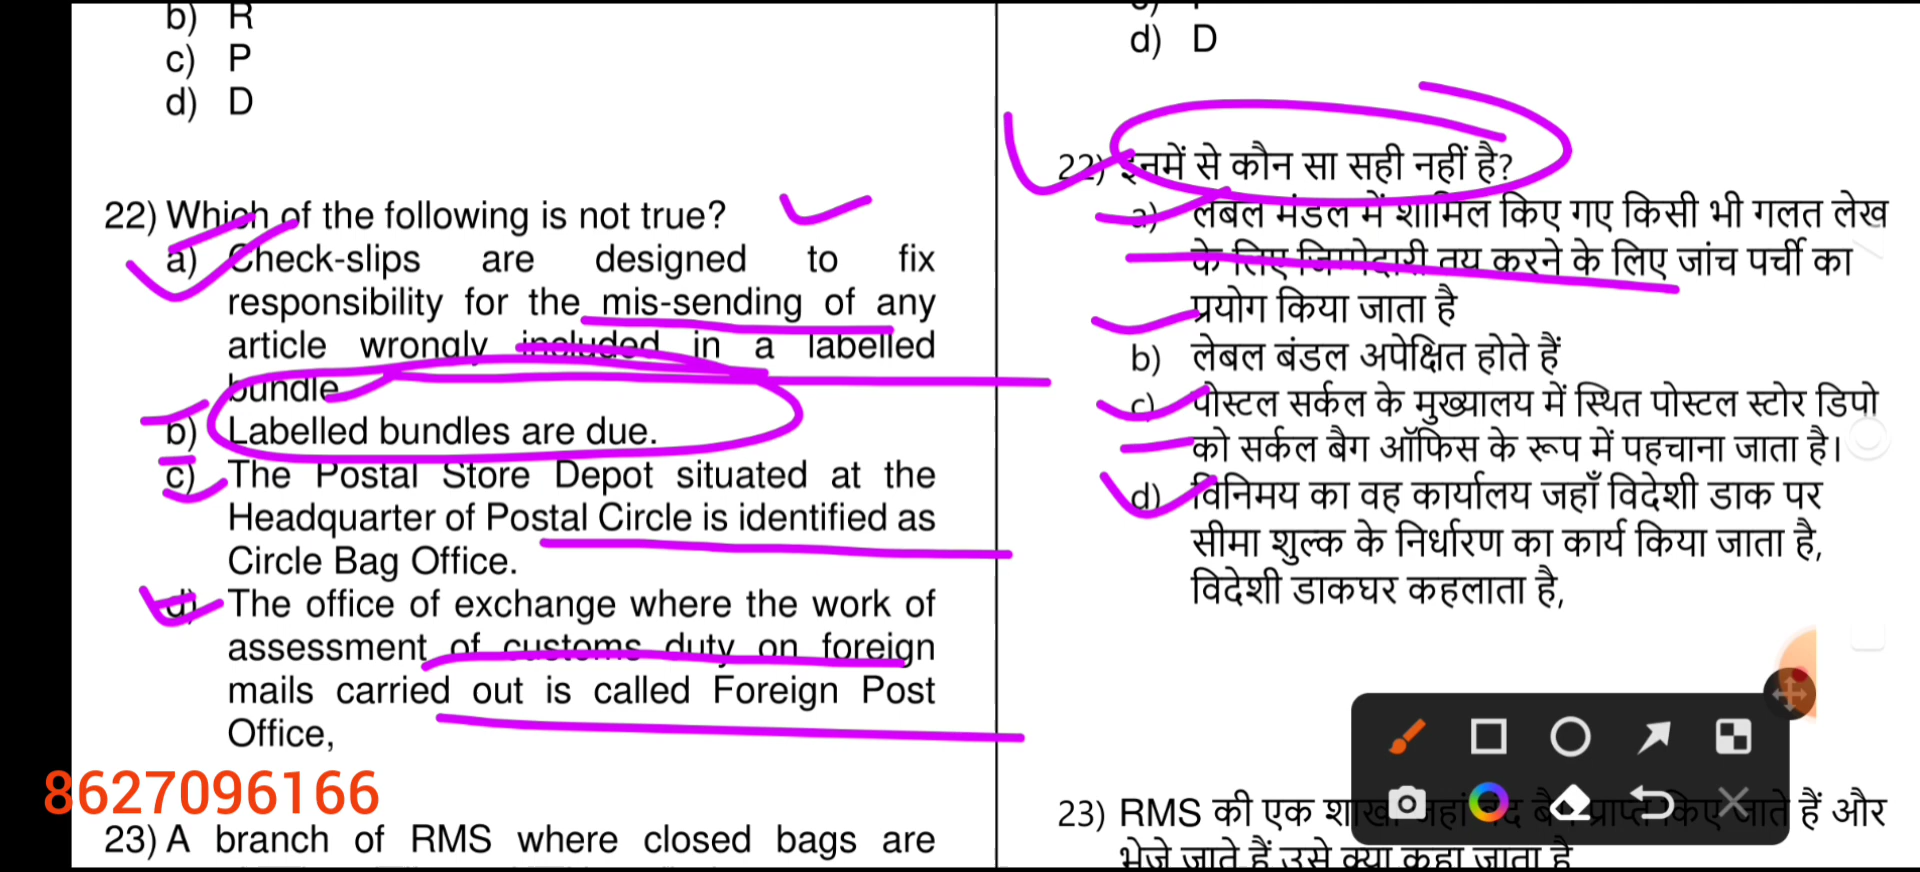 b) R
c) P
d) D
22) Which of the following is not true?
a) Check-slips are designed to fix
responsibility for the mis-sending of any
article wrongly included in a labelled
bundle
b) Labelled bundles are due.
c) The Postal Store Depot situated at the
Headquarter of Postal Circle is identified as
Circle Bag Office.
d) The office of exchange where the work of
assessment of customs duty on foreign
mails carried out is called Foreign Post
Office,
8627096166
23) A branch of RMS where closed bags are
d) D
22) इनमें से कौन सा सही नहीं है?
a) लेबल मंडल में शामिल किए गए किसी भी गलत लेख
के लिए जिम्मेदारी तय करने के लिए जांच पर्ची का
प्रयोग किया जाता है
b) लेबल बंडल अपेक्षित होते हैं
c) पोस्टल सर्कल के मुख्यालय में स्थित पोस्टल स्टोर डिपो
को सर्कल बैग ऑफिस के रूप में पहचाना जाता है।
d) विनिमय का वह कार्यालय जहाँ विदेशी डाक पर
सीमा शुल्क के निर्धारण का कार्य किया जाता है,
विदेशी डाकघर कहलाता है,
23) RMS की एक शाखा जहां बंद बैग प्राप्त किए जाते हैं और
भेजे जाते हैं उसे क्या कहा जाता है